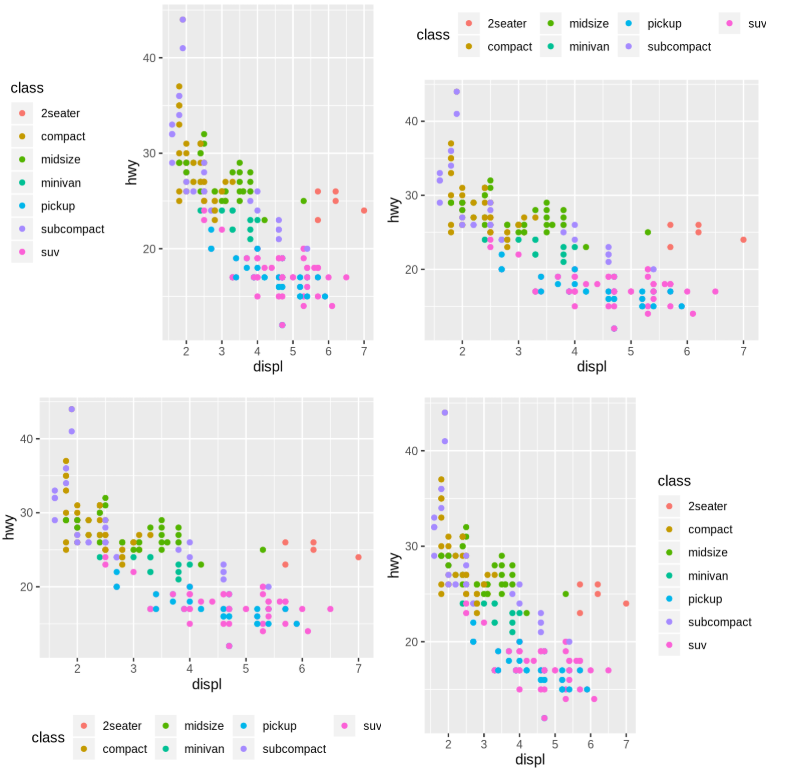 class
2seater
compact
midsize
minivan
pickup
subcompact
suv
40
30
20
hwy
2 3 4 5 6 7
displ
class
2seater midsize pickup suv
compact minivan subcompact
40
30
20
hwy
2 3 4 5 6 7
displ
40
30
20
hwy
2 3 4 5 6 7
displ
class
2seater midsize pickup suv
compact minivan subcompact
40
30
20
hwy
2 3 4 5 6 7
displ
class
2seater
compact
midsize
minivan
pickup
subcompact
suv